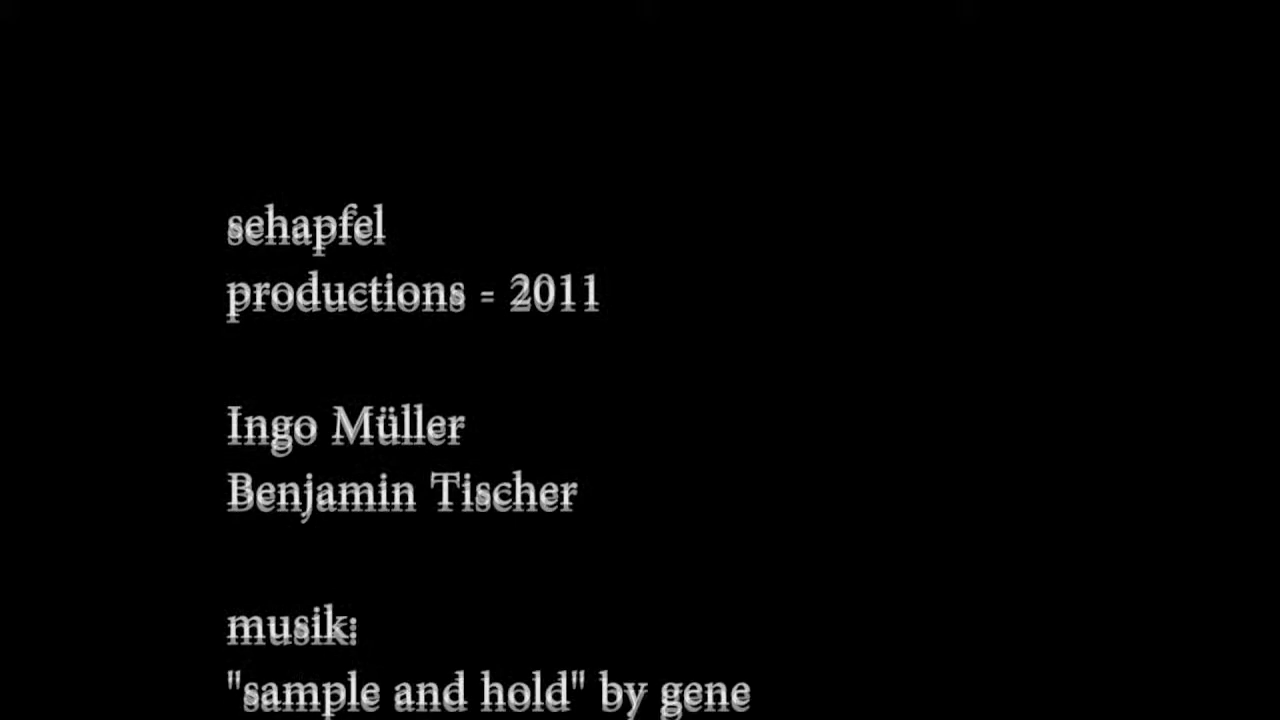 sehapfel
productions - 2011
Ingo Müller
Benjamin Tischer
musik:
"sample and hold" by gene